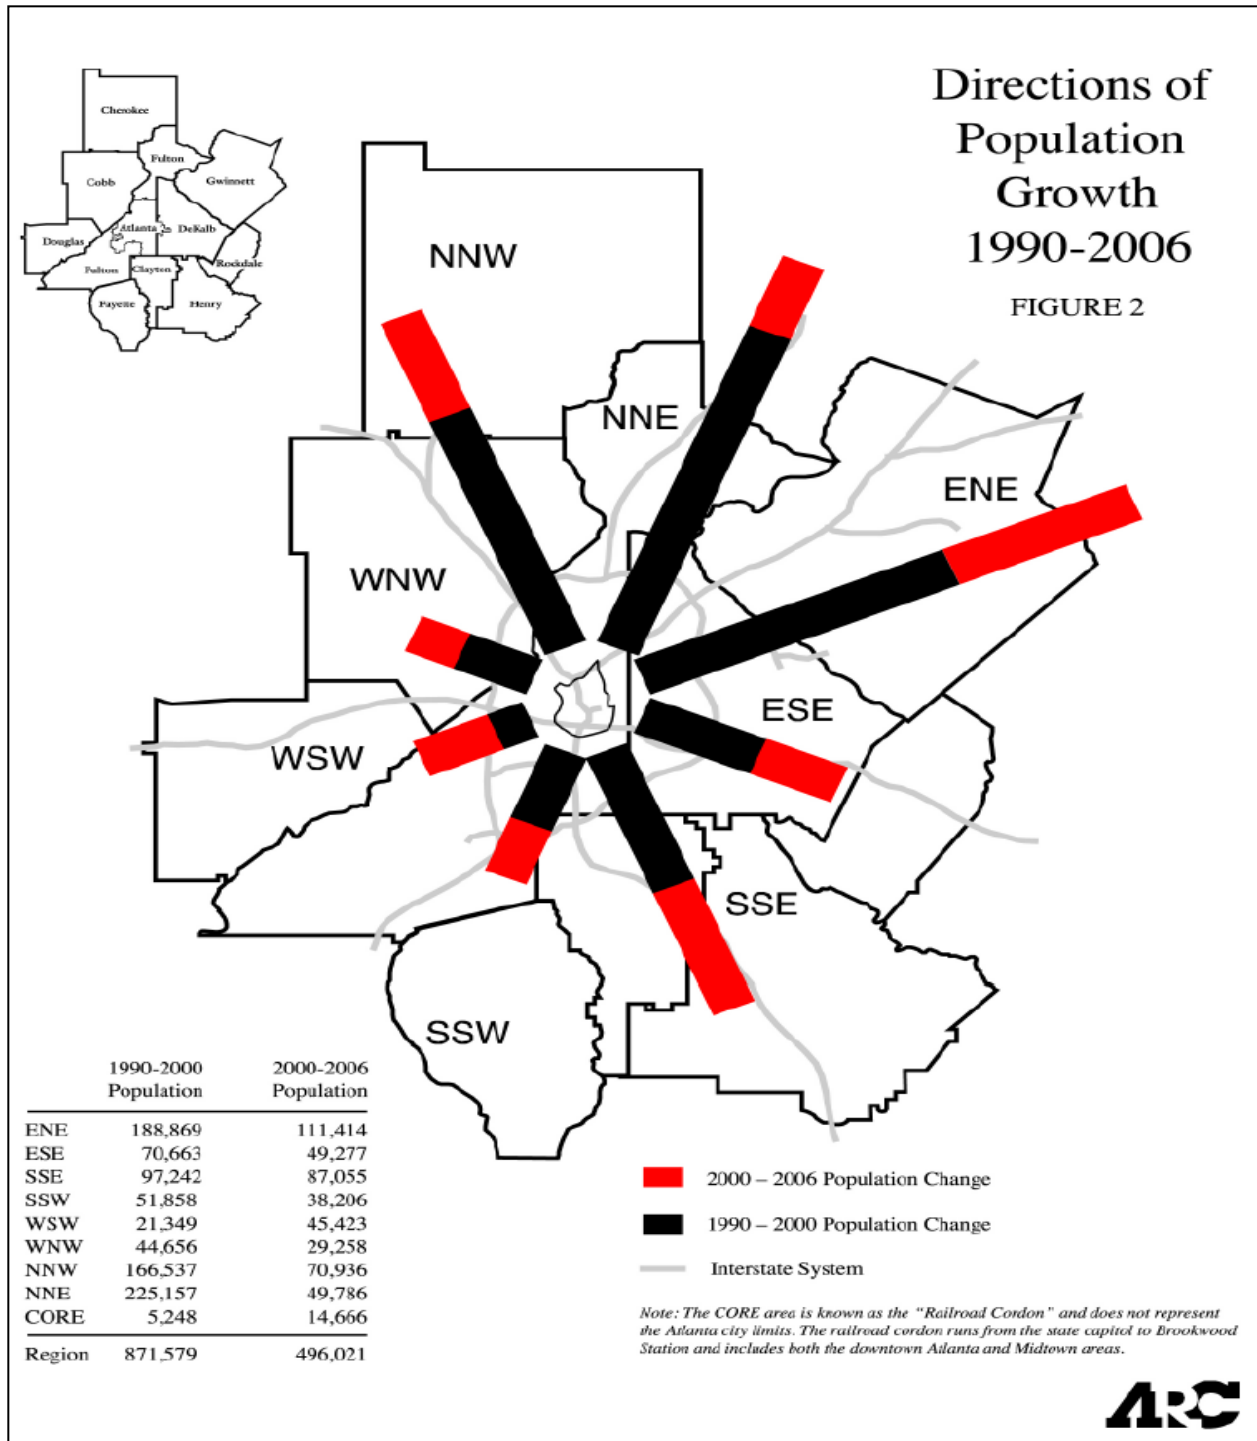 Directions of
Population
Growth
1990-2006
FIGURE 2
Cherokee
Fulton
Cobb
Gwinnett
Atlanta
DeKalb
Douglas
Rockdale
Fulton
Clayton
Fayette
Henry
NNW
NNE
ENE
WNW
ESE
WSW
SSE
SSW
1990-2000 2000-2006
Population Population
ENE 188,869 111,414
ESE 70,663 49,277
SSE 97,242 87,055
SSW 51,858 38,206
WSW 21,349 45,423
WNW 44,656 29,258
NNW 166,537 70,936
NNE 225,157 49,786
CORE 5,248 14,666
Region 871,579 496,021
2000 – 2006 Population Change
1990 – 2000 Population Change
Interstate System
Note: The CORE area is known as the "Railroad Cordon" and does not represent
the Atlanta city limits. The railroad cordon runs from the state capitol to Brookwood
Station and includes both the downtown Atlanta and Midtown areas.
ARC